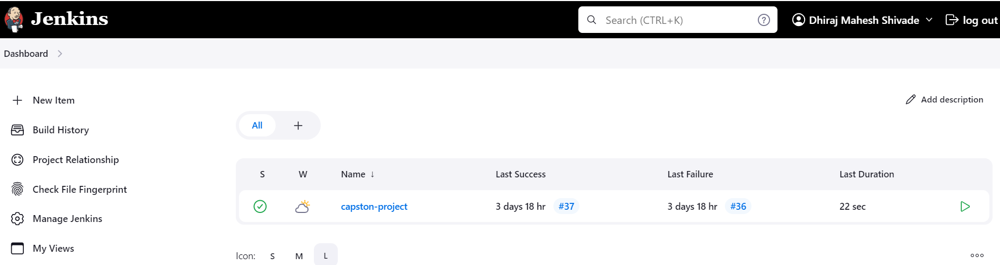 Jenkins
Search (CTRL+K)
?
Dhiraj Mahesh Shivade
log out
Dashboard
New Item
Build History
Project Relationship
Check File Fingerprint
Manage Jenkins
My Views
Add description
All +
S W Name ↓ Last Success Last Failure Last Duration
capston-project 3 days 18 hr #37 3 days 18 hr #36 22 sec
Icon: S M L